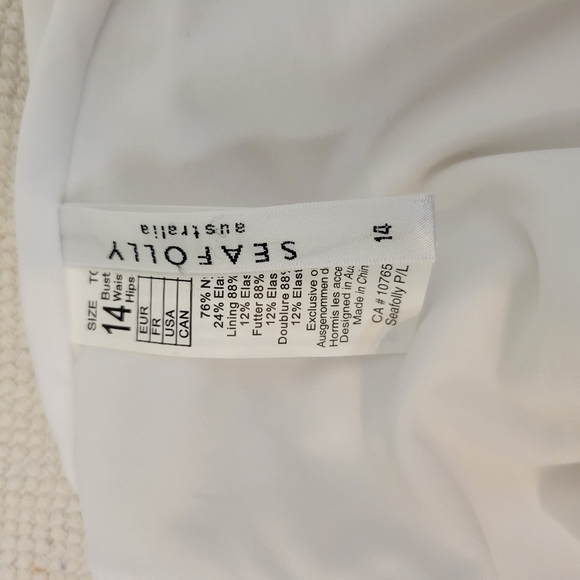 SEAFOLLY
australia
14
SIZE
14
Bust
Wais
Hips
EUR
FR
USA
CAN
76% N
24% Elas
Lining 88%
12% Elas
Futter 88%
12% Elas
Doublure 88%
12% Elast
Exclusive o
Ausgenommen d
Hormis les acce
Designed in Au
Made in Chin
CA # 10765
Seafolly P/L